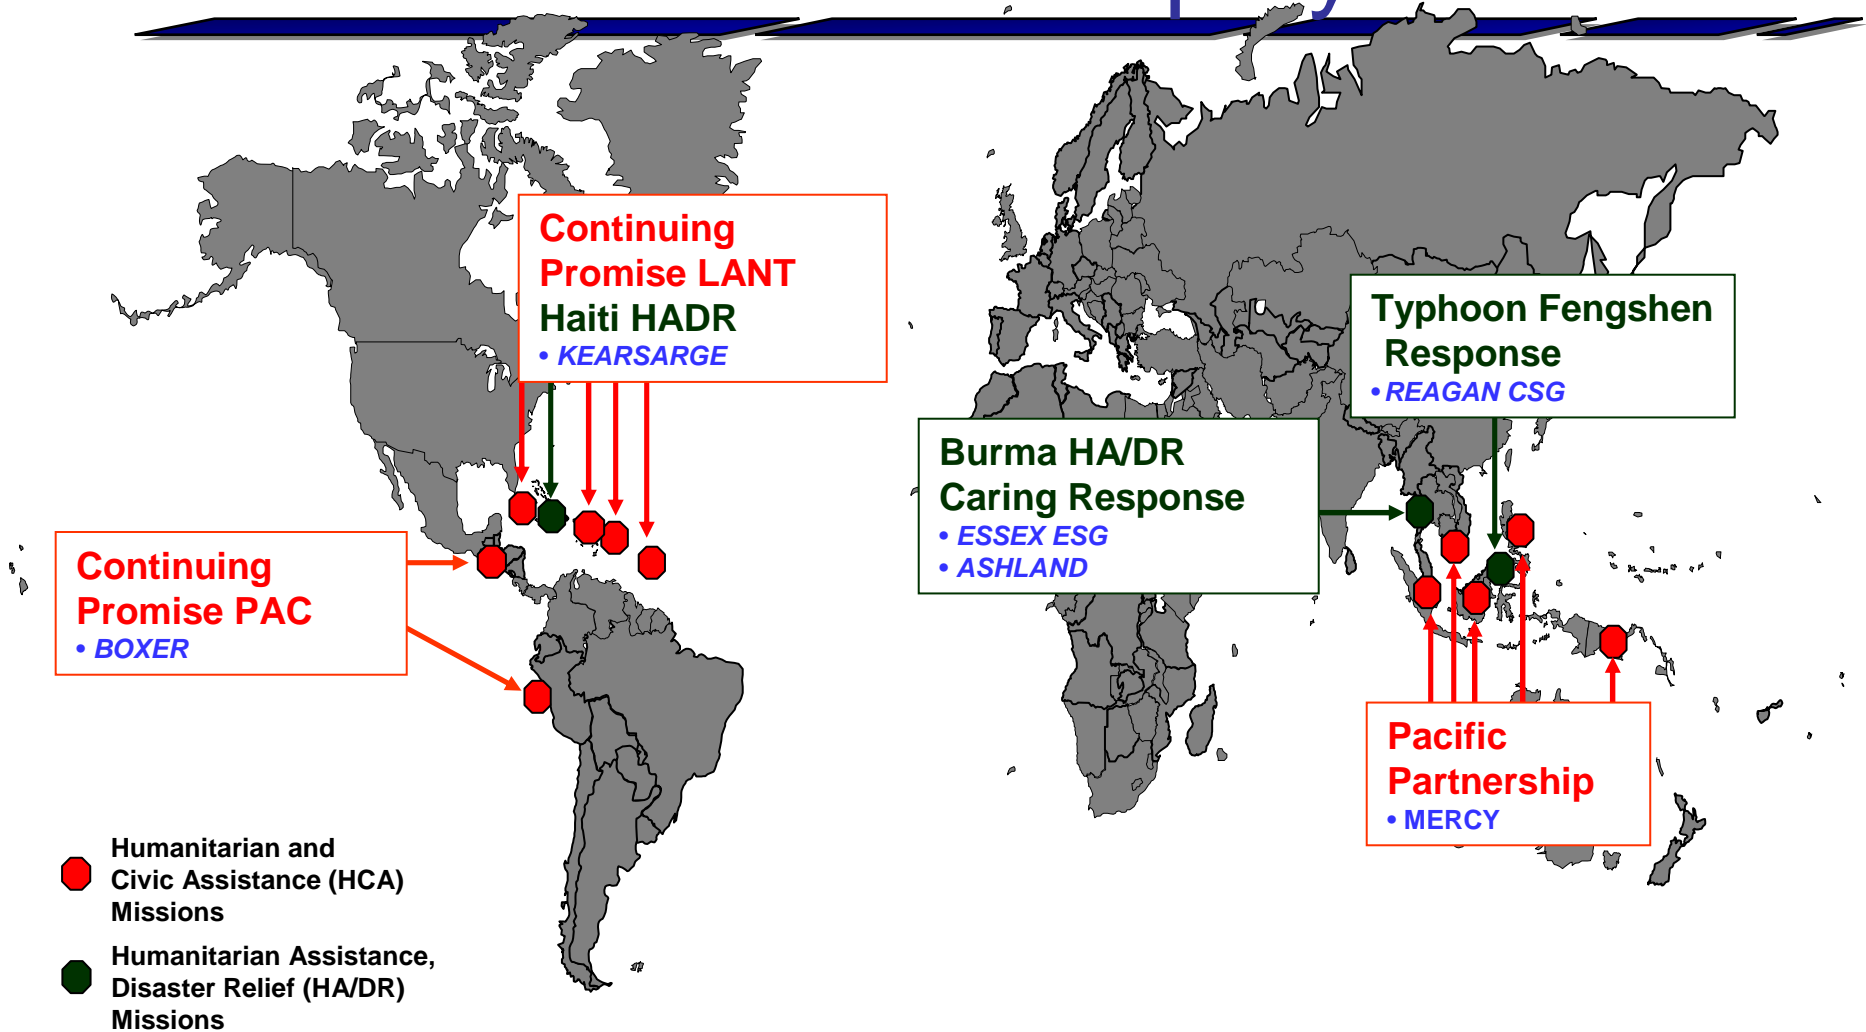 Continuing
Promise LANT
Haiti HADR
• KEARSARGE
Typhoon Fengshen
Response
• REAGAN CSG
Burma HA/DR
Caring Response
• ESSEX ESG
• ASHLAND
Continuing
Promise PAC
• BOXER
Pacific
Partnership
• MERCY
Humanitarian and
Civic Assistance (HCA)
Missions
Humanitarian Assistance,
Disaster Relief (HA/DR)
Missions